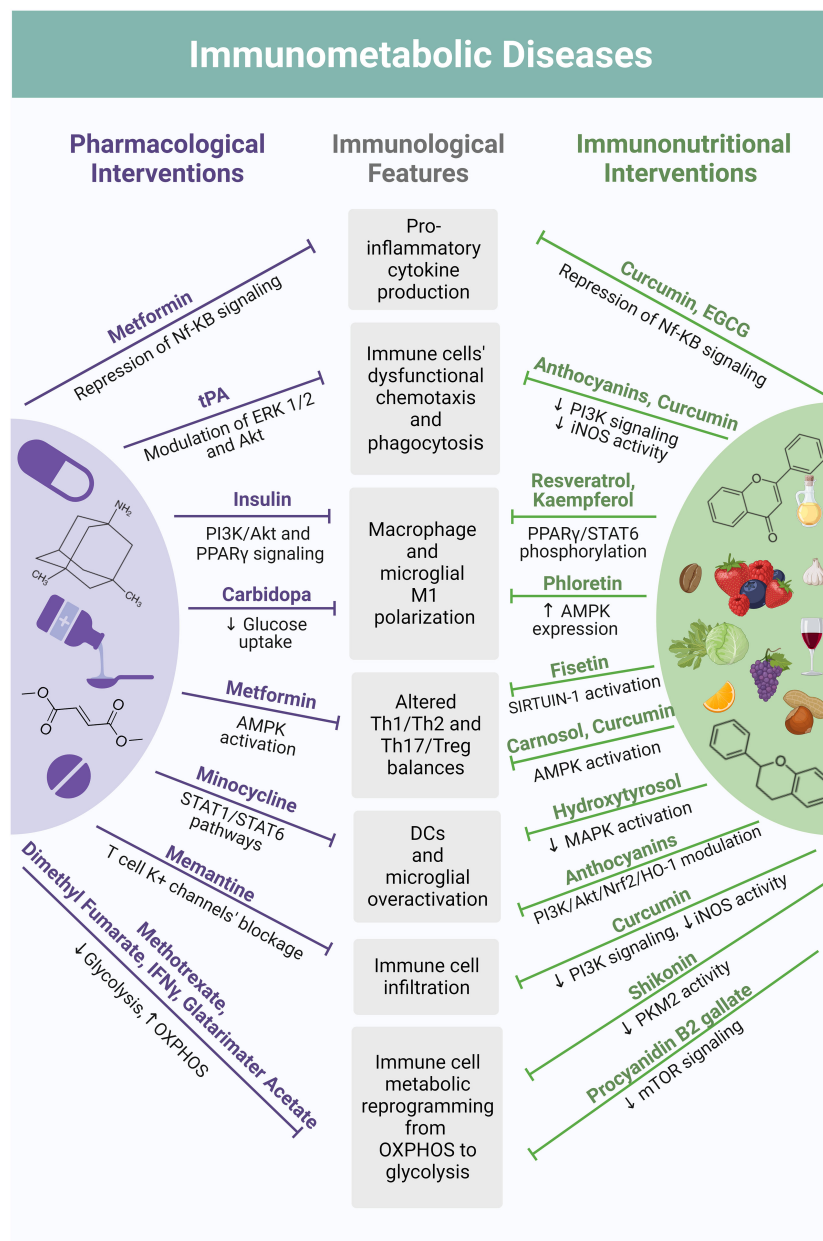 Immunometabolic Diseases
Pharmacological
Interventions
Immunological
Features
Immunonutritional
Interventions
Metformin
Repression of Nf-KB signaling
tPA
Modulation of ERK 1/2
and Akt
Insulin
PI3K/Akt and
PPARγ signaling
Carbidopa
↓ Glucose
uptake
Metformin
AMPK
activation
Minocycline
STAT1/STAT6
pathways
Memantine
T cell K+ channels' blockage
Methotrexate,
Dimethyl Fumarate, IFNγ, Glatarimater Acetate
↓ Glycolysis, ↑ OXPHOS
NH₂
CH₃
CH₃
O
O
O
O
Pro-
inflammatory
cytokine
production
Immune cells'
dysfunctional
chemotaxis
and
phagocytosis
Macrophage
and
microglial
M1
polarization
Altered
Th1/Th2 and
Th17/Treg
balances
DCs
and
microglial
overactivation
Immune cell
infiltration
Immune cell
metabolic
reprogramming
from
OXPHOS to
glycolysis
Curcumin, EGCG
Repression of Nf-KB signaling
Anthocyanins, Curcumin
↓ PI3K signaling
↓ iNOS activity
Resveratrol,
Kaempferol
PPARγ/STAT6
phosphorylation
Phloretin
↑ AMPK
expression
Fisetin
SIRTUIN-1 activation
Carnosol, Curcumin
AMPK activation
Hydroxytyrosol
↓ MAPK activation
Anthocyanins
PI3K/Akt/Nrf2/HO-1 modulation
Curcumin
↓ PI3K signaling, ↓iNOS activity
Shikonin
↓ PKM2 activity
Procyanidin B2 gallate
↓ mTOR signaling
O
O
O